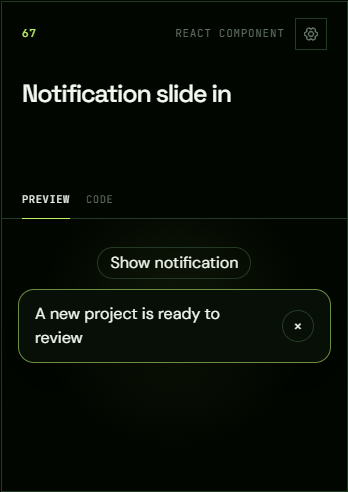 67
REACT COMPONENT
Notification slide in
PREVIEW CODE
Show notification
A new project is ready to
review
×